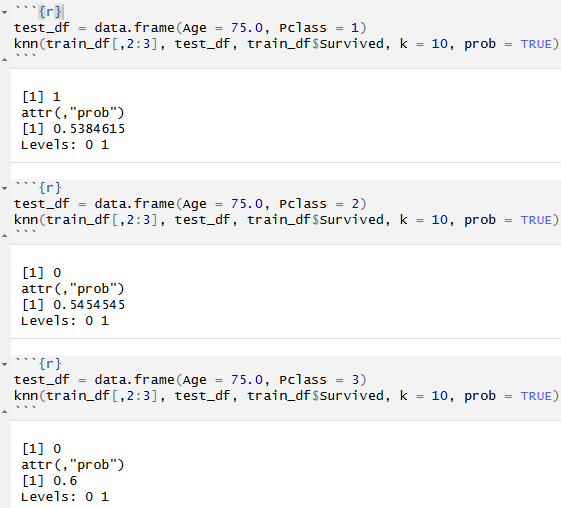 ```{r}
test_df = data.frame(Age = 75.0, Pclass = 1)
knn(train_df[,2:3], test_df, train_df$Survived, k = 10, prob = TRUE)
```
[1] 1
attr(,"prob")
[1] 0.5384615
Levels: 0 1
```{r}
test_df = data.frame(Age = 75.0, Pclass = 2)
knn(train_df[,2:3], test_df, train_df$Survived, k = 10, prob = TRUE)
```
[1] 0
attr(,"prob")
[1] 0.5454545
Levels: 0 1
```{r}
test_df = data.frame(Age = 75.0, Pclass = 3)
knn(train_df[,2:3], test_df, train_df$Survived, k = 10, prob = TRUE)
```
[1] 0
attr(,"prob")
[1] 0.6
Levels: 0 1